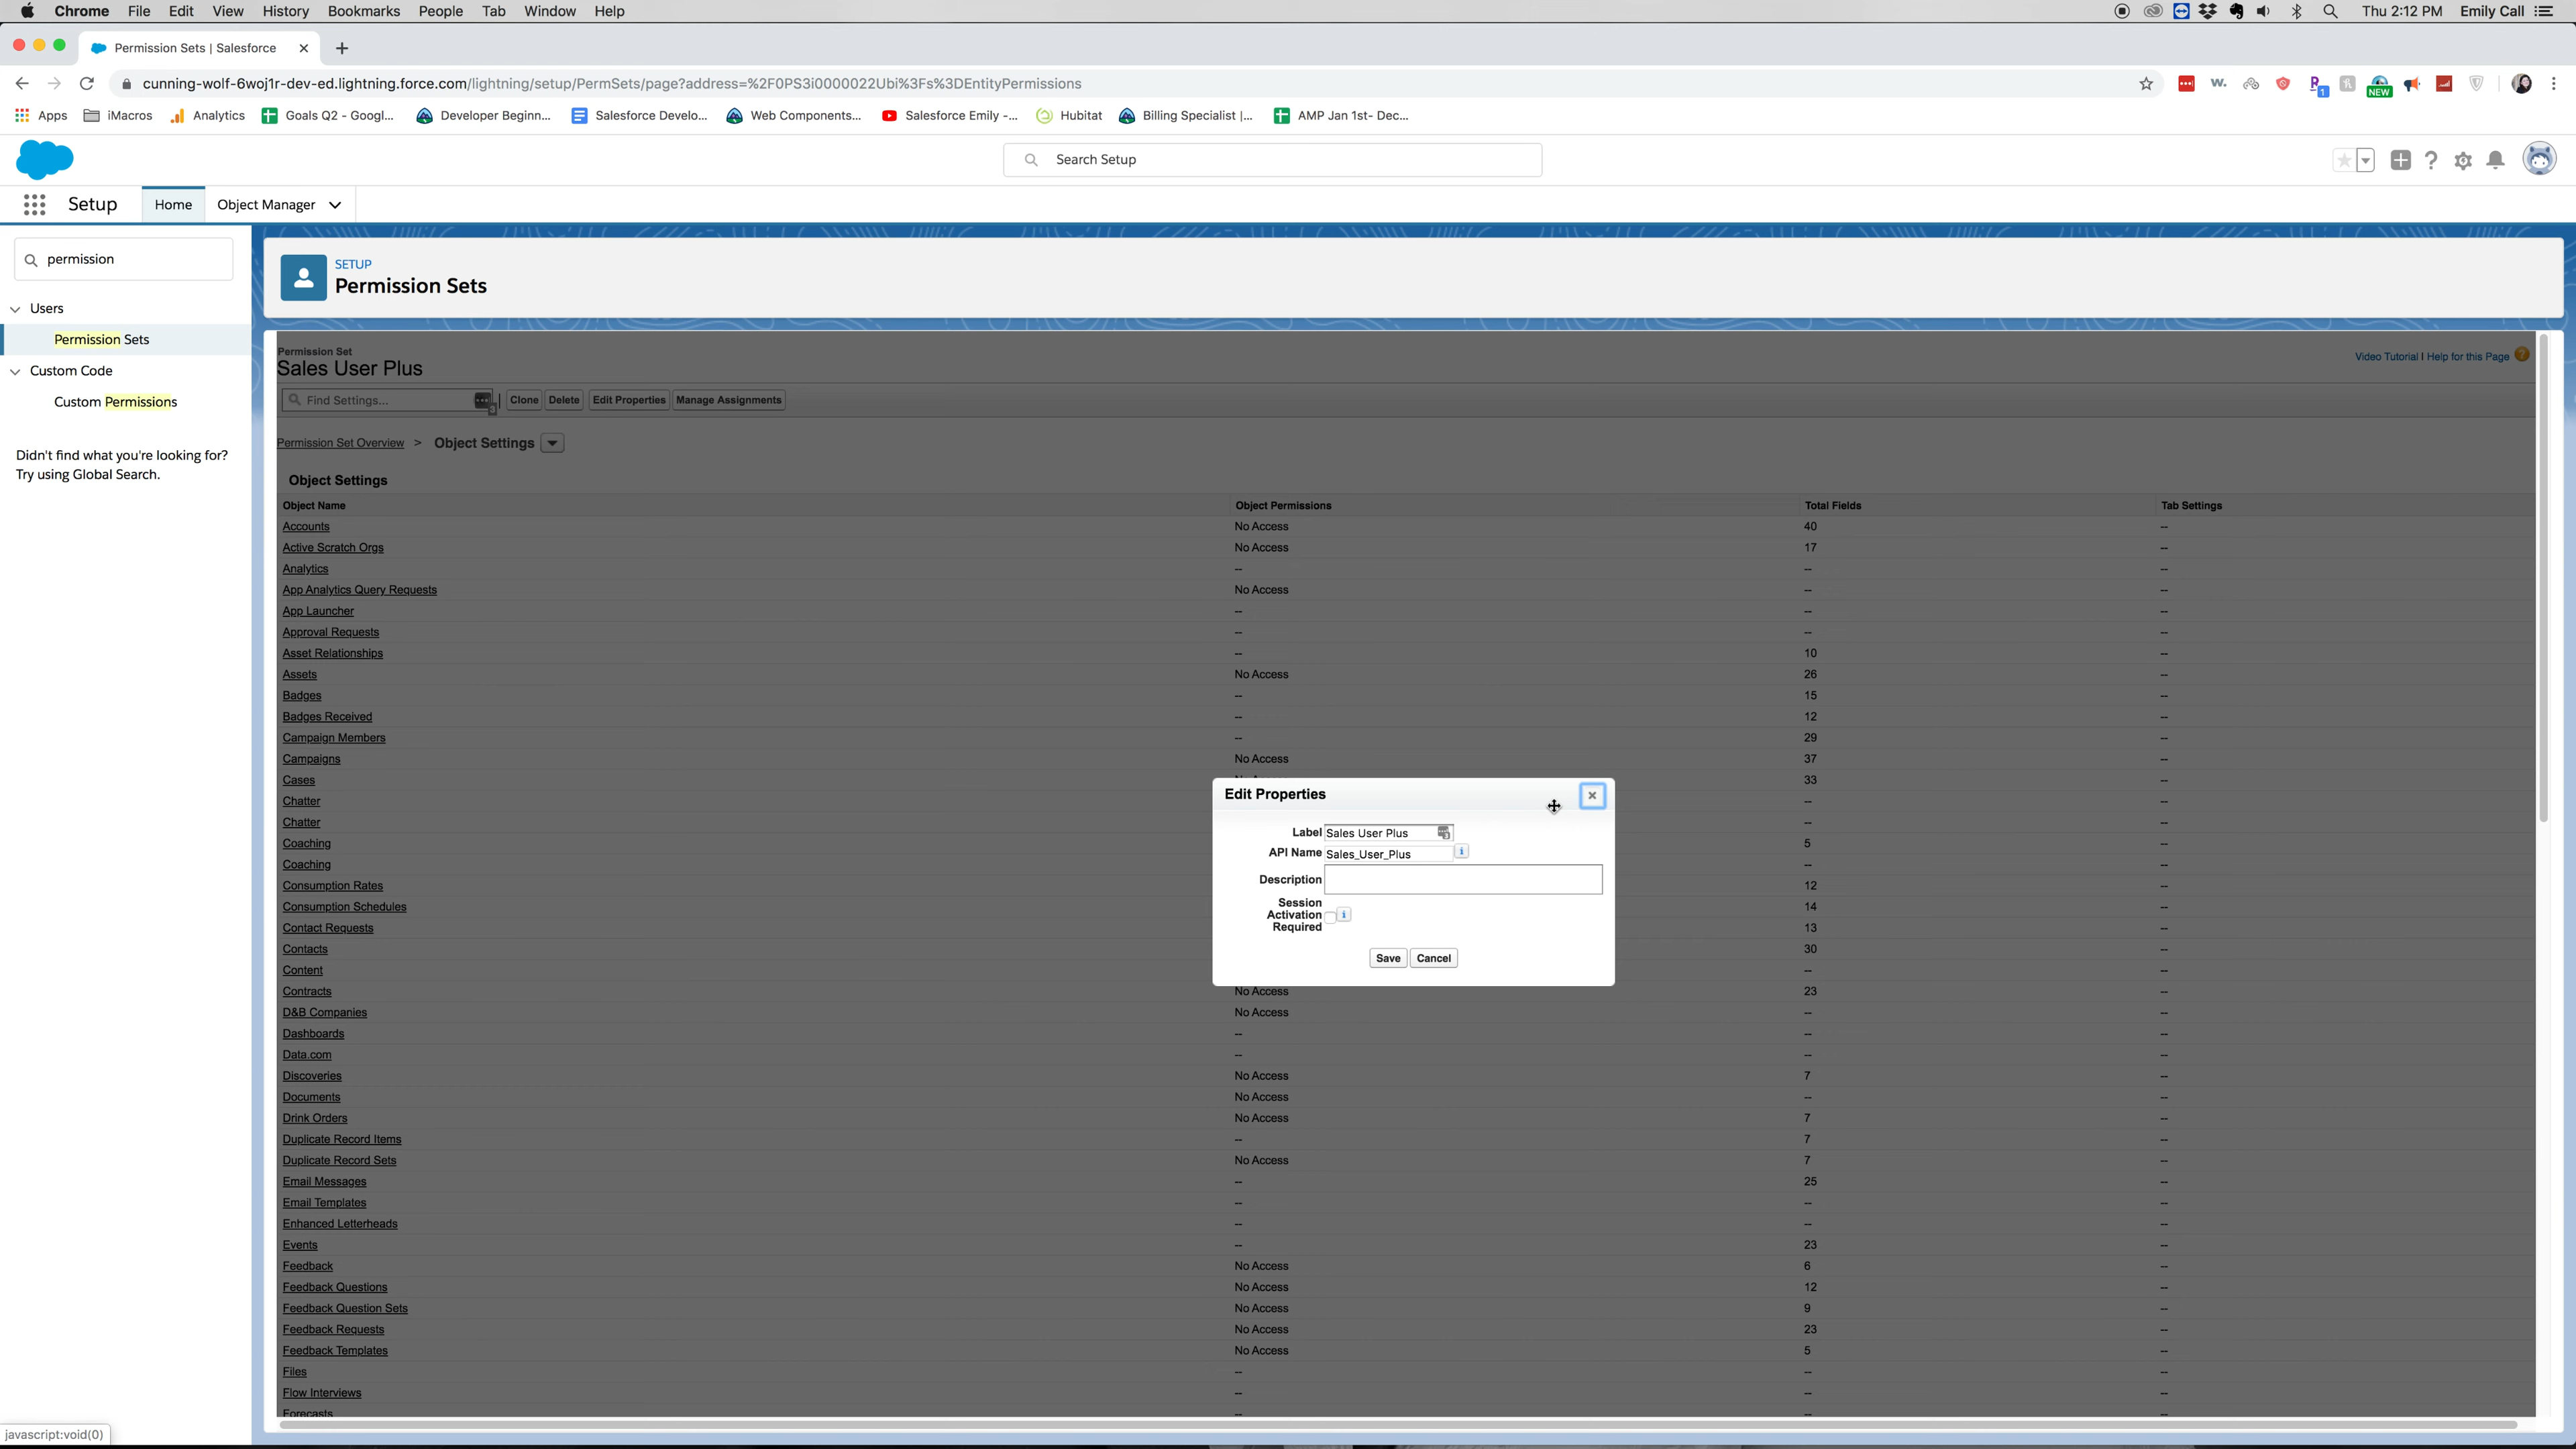 Chrome File Edit View History Bookmarks People Tab Window Help Thu 2:12 PM Emily Call
Permission Sets | Salesforce
cunning-wolf-6woj1r-dev-ed.lightning.force.com/lightning/setup/PermSets/page?address=%2F0PS3i0000022Ubi%3Fs%3DEntityPermissions
NEW
1
Apps iMacros Analytics Goals Q2 - Googl... Developer Beginn... Salesforce Develo... Web Components... Salesforce Emily -... Hubitat Billing Specialist |... AMP Jan 1st- Dec...
Search Setup
Setup Home Object Manager
permission
Users
Permission Sets
Custom Code
Custom Permissions
Didn't find what you're looking for?
Try using Global Search.
SETUP
Permission Sets
Permission Set
Sales User Plus
Video Tutorial | Help for this Page
Find Settings... Clone Delete Edit Properties Manage Assignments
Permission Set Overview > Object Settings
Object Settings
Object Name Object Permissions Total Fields Tab Settings
Accounts No Access 40 --
Active Scratch Orgs No Access 17 --
Analytics -- -- --
App Analytics Query Requests No Access -- --
App Launcher -- -- --
Approval Requests -- -- --
Asset Relationships -- 10 --
Assets No Access 26 --
Badges -- 15 --
Badges Received -- 12 --
Campaign Members -- 29 --
Campaigns No Access 37 --
Cases 33 --
Chatter -- --
Chatter -- --
Coaching 5 --
Coaching -- --
Consumption Rates 12 --
Consumption Schedules 14 --
Contact Requests 13 --
Contacts 30 --
Content -- --
Contracts No Access 23 --
D&B Companies No Access -- --
Dashboards -- -- --
Data.com -- -- --
Discoveries No Access 7 --
Documents No Access -- --
Drink Orders No Access 7 --
Duplicate Record Items -- 7 --
Duplicate Record Sets No Access 7 --
Email Messages -- 25 --
Email Templates -- -- --
Enhanced Letterheads -- -- --
Events -- 23 --
Feedback No Access 6 --
Feedback Questions No Access 12 --
Feedback Question Sets No Access 9 --
Feedback Requests No Access 23 --
Feedback Templates No Access 5 --
Files -- -- --
Flow Interviews -- -- --
Forecasts -- -- --
Edit Properties
Label Sales User Plus
API Name Sales_User_Plus
Description
Session
Activation
Required
Save Cancel
javascript:void(0)